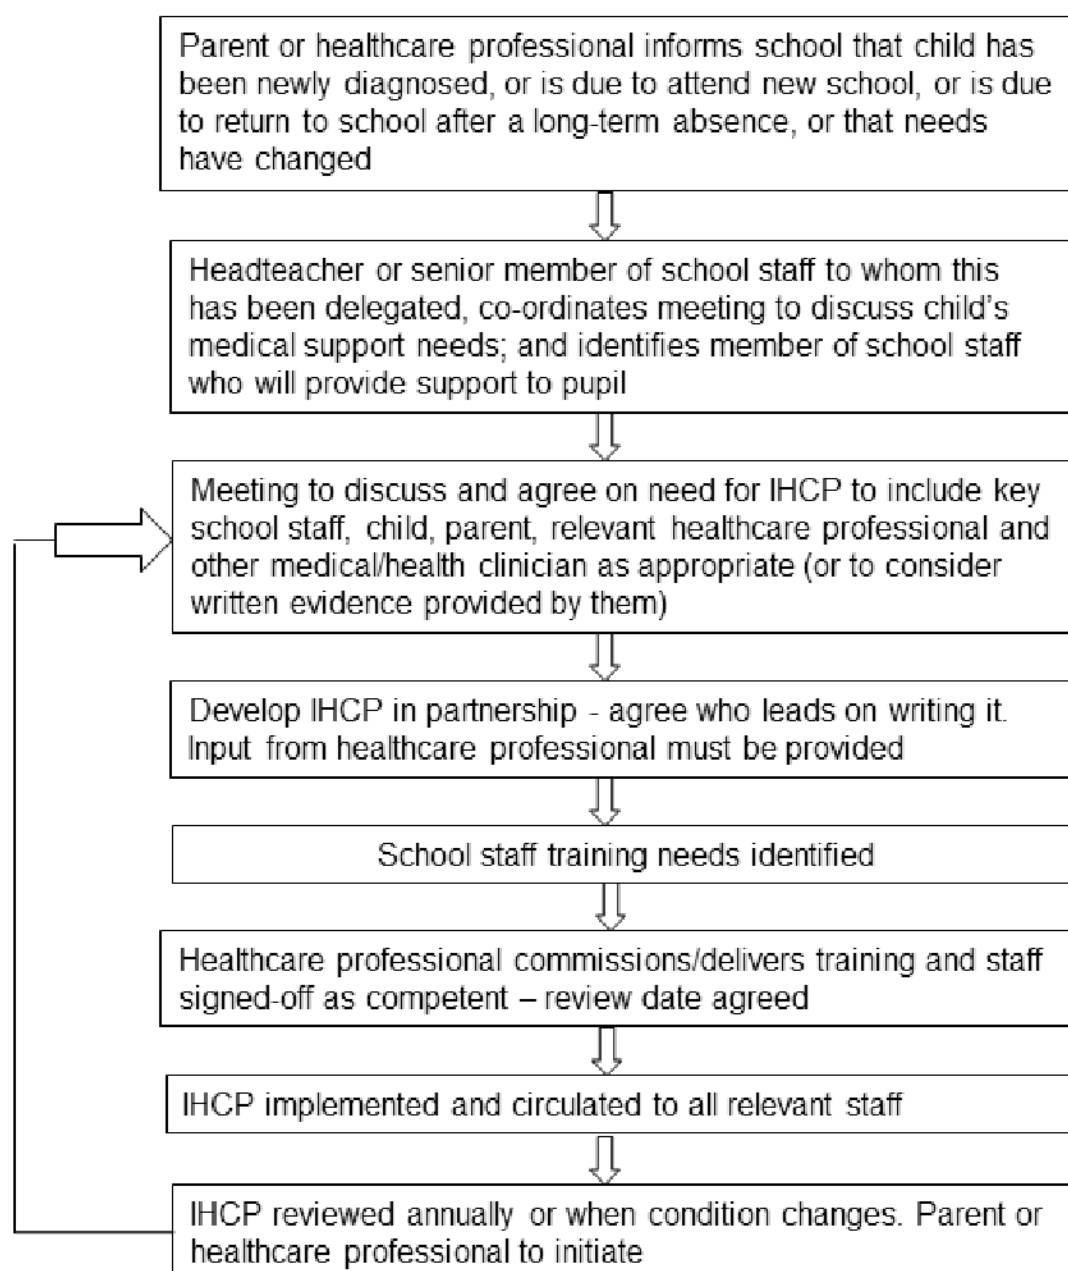 Parent or healthcare professional informs school that child has
been newly diagnosed, or is due to attend new school, or is due
to return to school after a long-term absence, or that needs
have changed
Headteacher or senior member of school staff to whom this
has been delegated, co-ordinates meeting to discuss child's
medical support needs; and identifies member of school staff
who will provide support to pupil
Meeting to discuss and agree on need for IHCP to include key
school staff, child, parent, relevant healthcare professional and
other medical/health clinician as appropriate (or to consider
written evidence provided by them)
Develop IHCP in partnership - agree who leads on writing it.
Input from healthcare professional must be provided
School staff training needs identified
Healthcare professional commissions/delivers training and staff
signed-off as competent – review date agreed
IHCP implemented and circulated to all relevant staff
IHCP reviewed annually or when condition changes. Parent or
healthcare professional to initiate